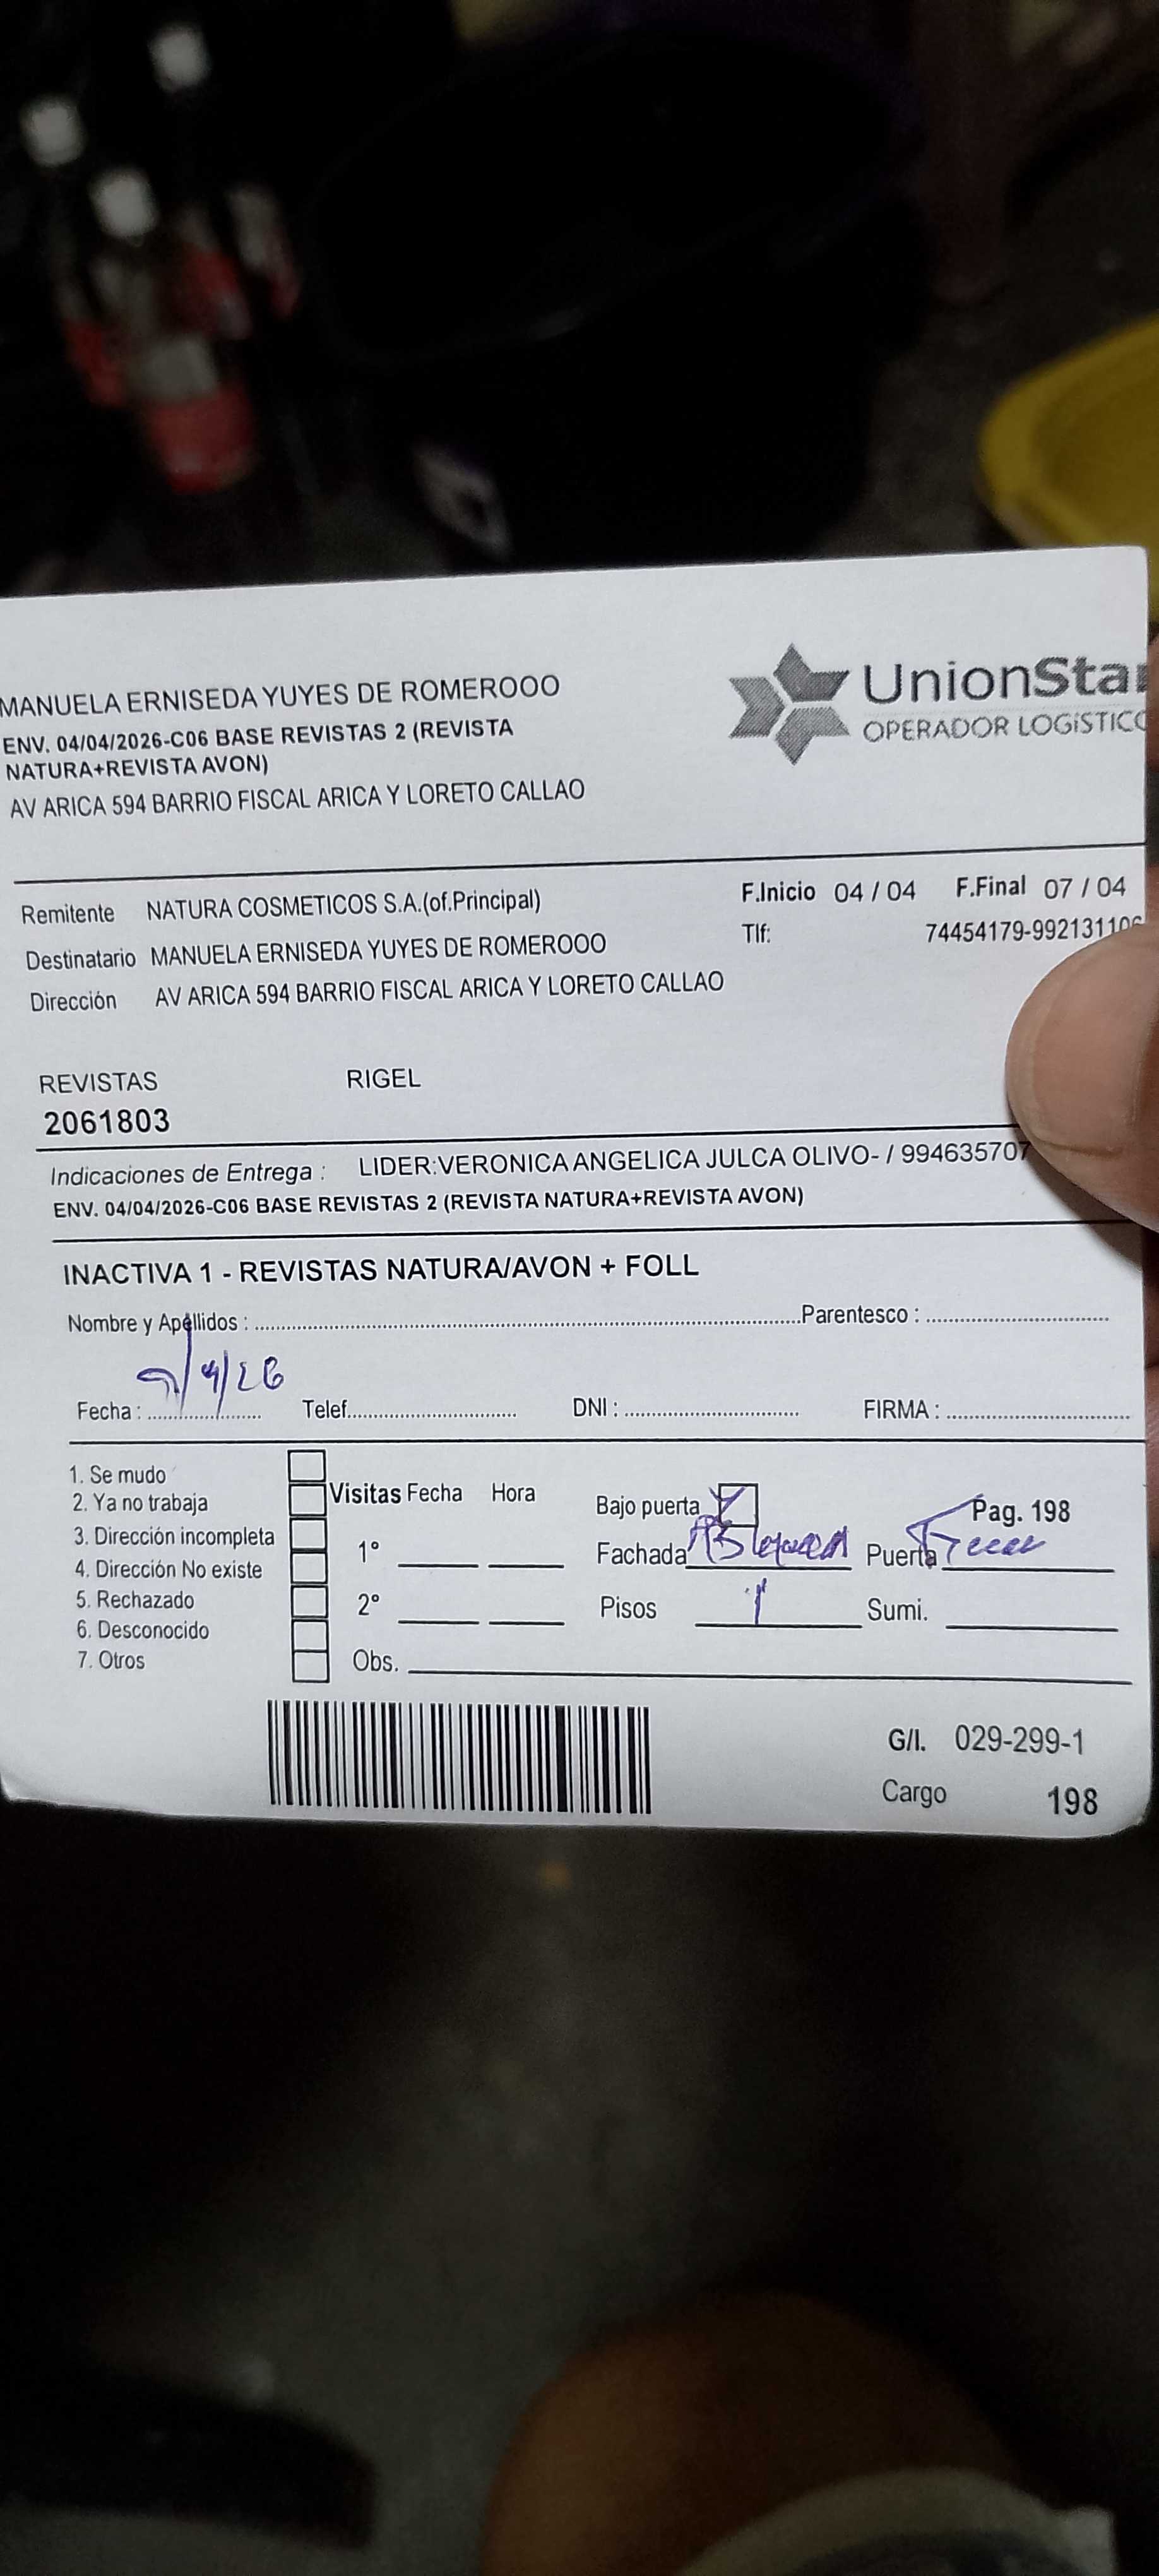 MANUELA ERNISEDA YUYES DE ROMEROOO
ENV. 04/04/2026-C06 BASE REVISTAS 2 (REVISTA
NATURA+REVISTA AVON)
AV ARICA 594 BARRIO FISCAL ARICA Y LORETO CALLAO
UnionSta
OPERADOR LOGÍSTICO
Remitente NATURA COSMETICOS S.A.(of.Principal)
F.Inicio 04 / 04 F.Final 07 / 04
Destinatario MANUELA ERNISEDA YUYES DE ROMEROOO
Tlf: 74454179-992131106
Dirección AV ARICA 594 BARRIO FISCAL ARICA Y LORETO CALLAO
REVISTAS RIGEL
2061803
Indicaciones de Entrega : LIDER:VERONICA ANGELICA JULCA OLIVO- / 994635707
ENV. 04/04/2026-C06 BASE REVISTAS 2 (REVISTA NATURA+REVISTA AVON)
INACTIVA 1 - REVISTAS NATURA/AVON + FOLL
Nombre y Apellidos : Parentesco :
Fecha : Telef. DNI : FIRMA :
1. Se mudo
2. Ya no trabaja
3. Dirección incompleta
4. Dirección No existe
5. Rechazado
6. Desconocido
7. Otros
Visitas Fecha Hora
1°
2°
Obs.
Bajo puerta
Pag. 198
Fachada Puerta
Pisos 1 Sumi.
G/I. 029-299-1
Cargo 198